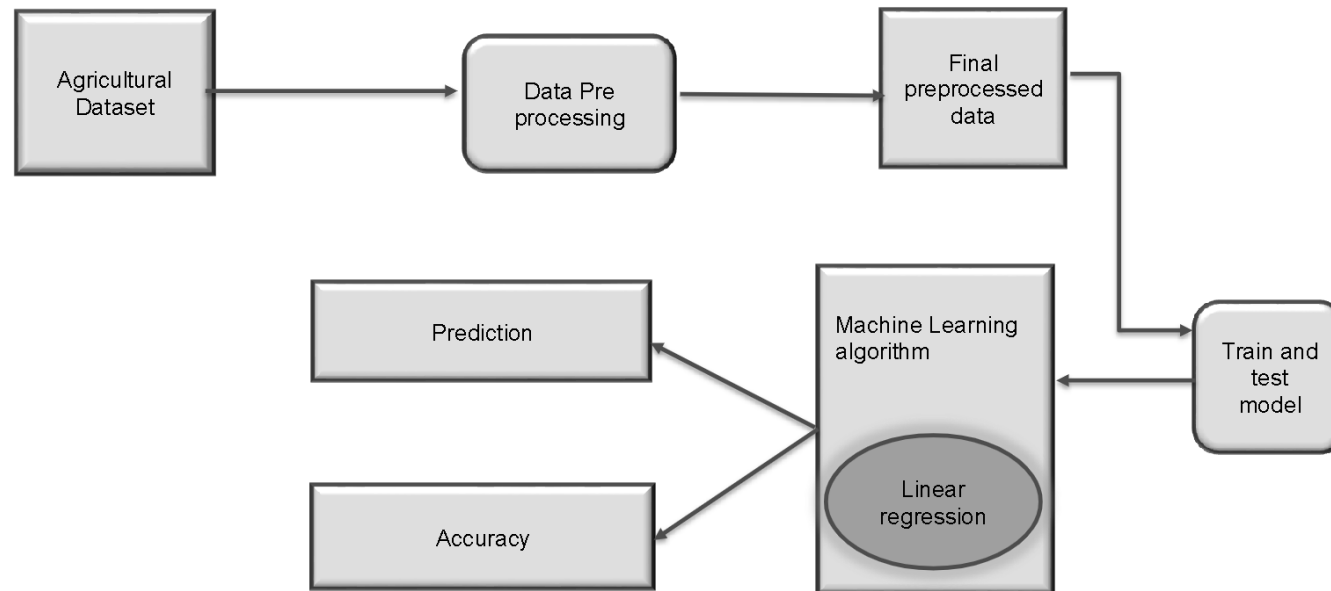 Agricultural
Dataset
Data Pre
processing
Final
preprocessed
data
Train and
test
model
Machine Learning
algorithm
Linear
regression
Prediction
Accuracy